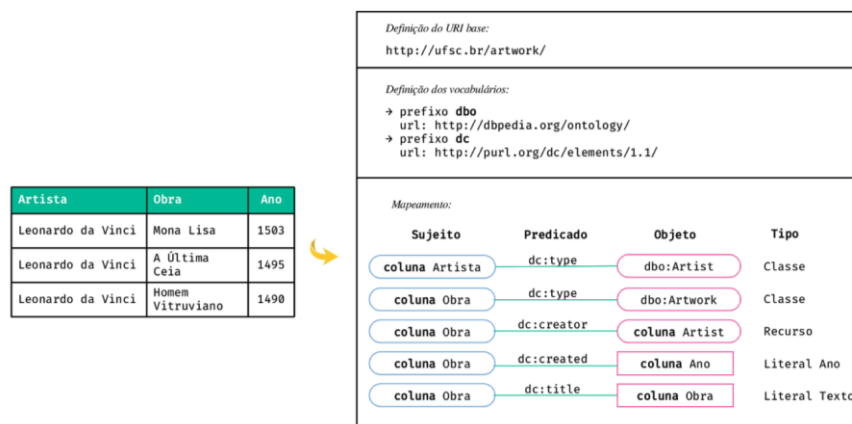 Definição do URI base:
http://ufsc.br/artwork/
Definição dos vocabulários:
→ prefixo dbo
url: http://dbpedia.org/ontology/
→ prefixo dc
url: http://purl.org/dc/elements/1.1/
Artista Obra Ano
Leonardo da Vinci Mona Lisa 1503
Leonardo da Vinci A Última Ceia 1495
Leonardo da Vinci Homem Vitruviano 1490
Mapeamento:
Sujeito Predicado Objeto Tipo
coluna Artista dc:type dbo:Artist Classe
coluna Obra dc:type dbo:Artwork Classe
coluna Obra dc:creator coluna Artist Recurso
coluna Obra dc:created coluna Ano Literal Ano
coluna Obra dc:title coluna Obra Literal Texto